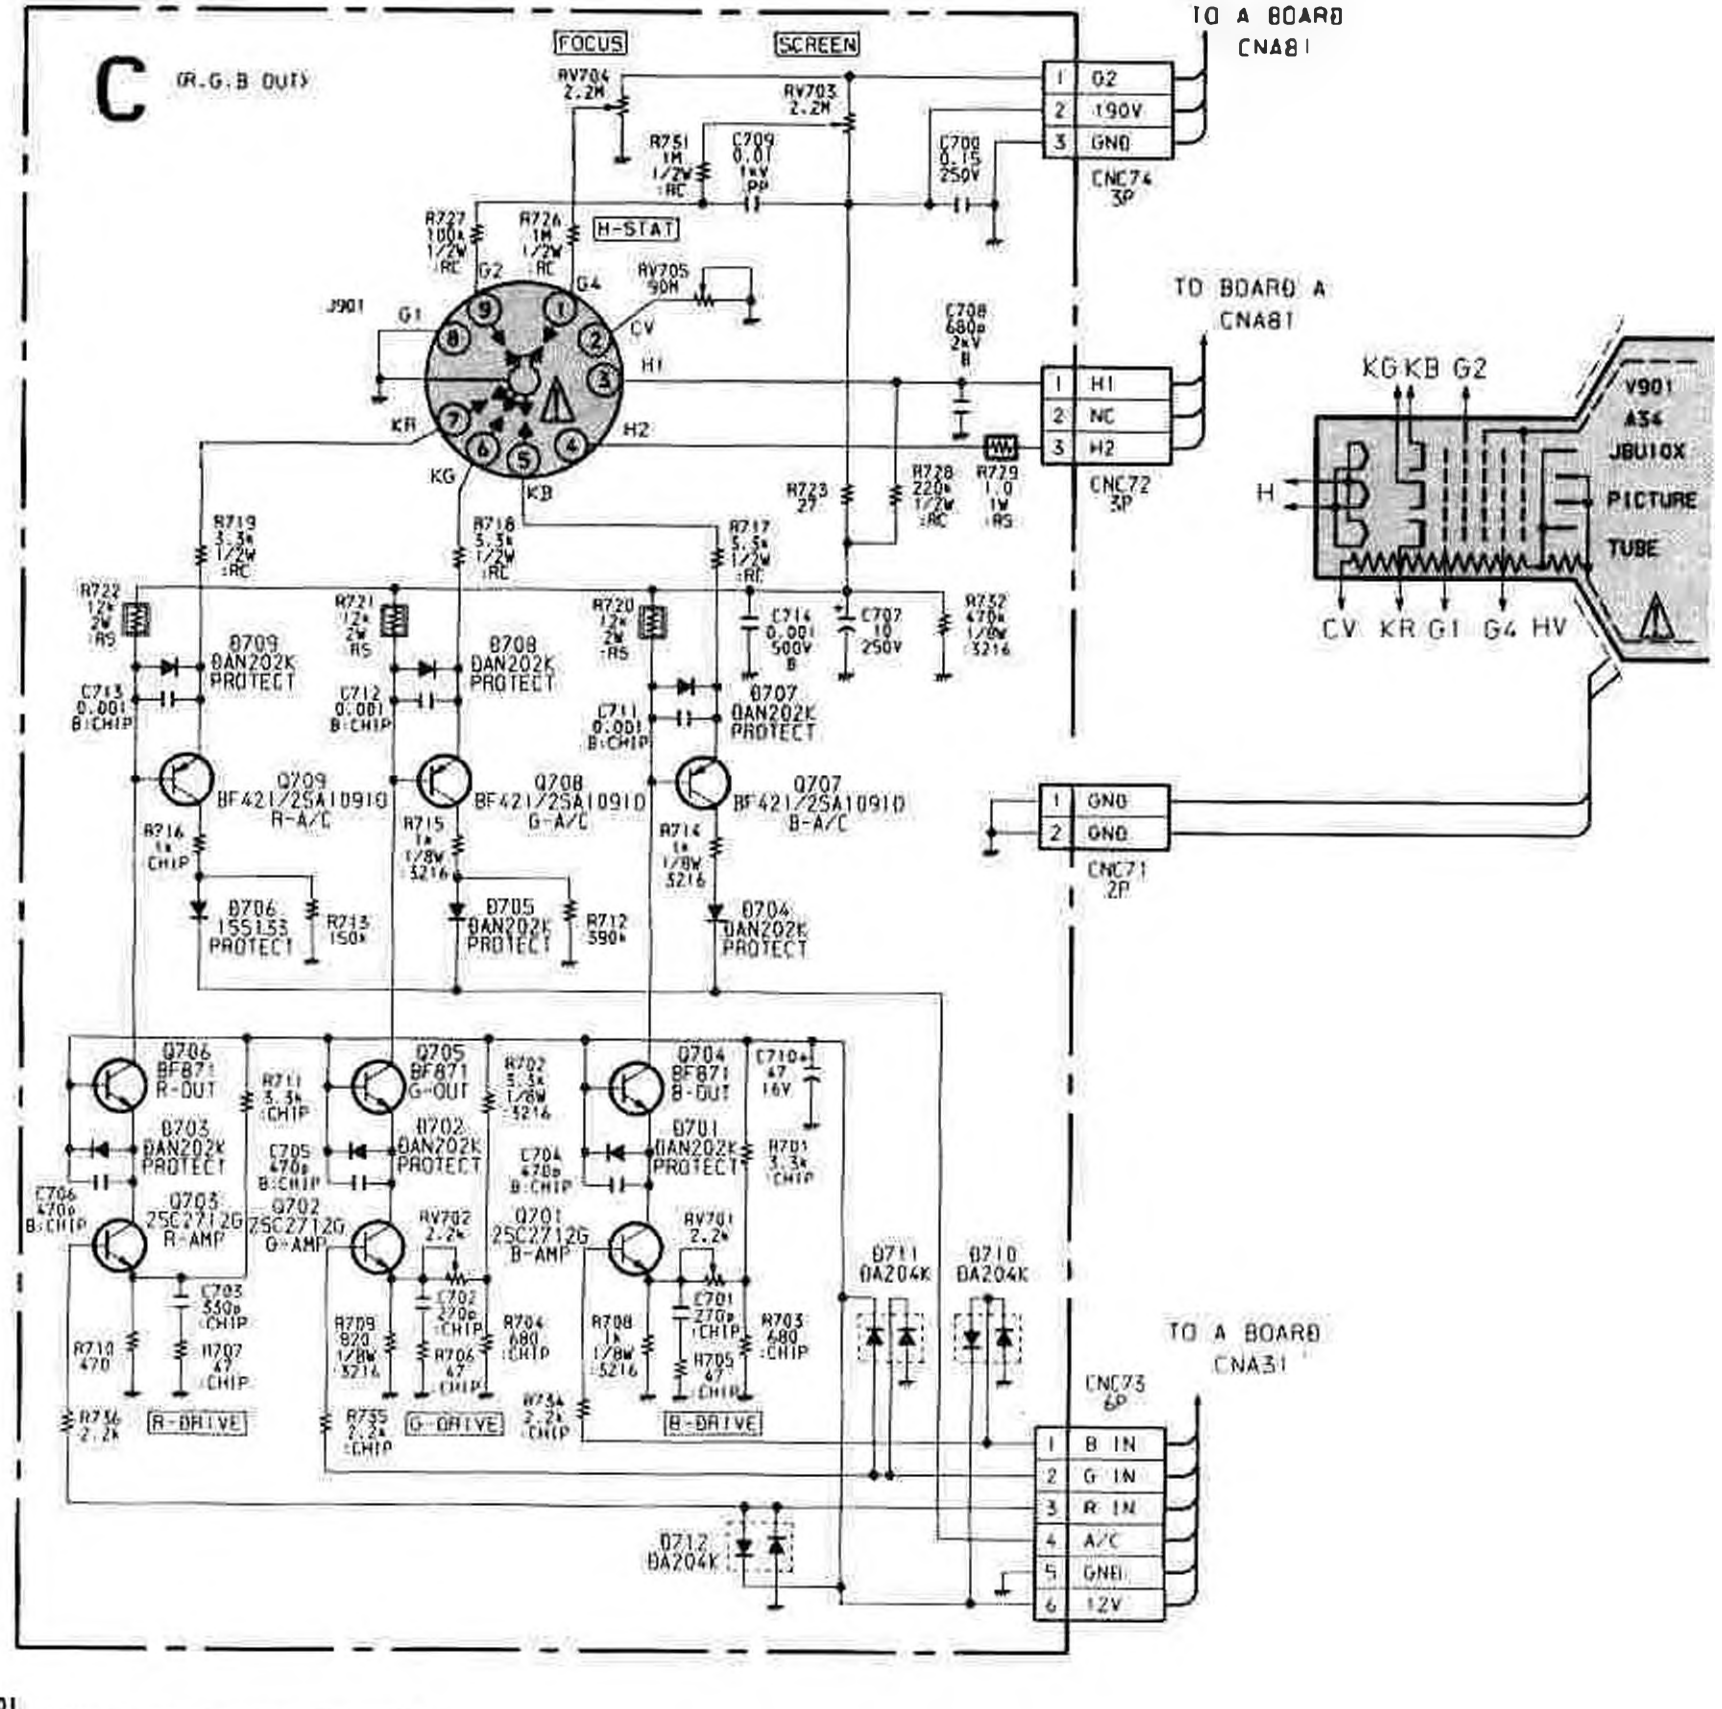 TO A BOARD
CNA81
C
(R.G.B OUT)
FOCUS
SCREEN
RV704
2.2M
RV703
2.2M
1 G2
2 190V
3 GND
CNC74
3P
R731
1M
1/2W
:RC
C709
0.01
1kV
PP
C700
0.15
250V
R727
100k
1/2W
:RC
R726
1M
1/2W
:RC
H-STAT
RV705
90M
G2
G4
J901
G1
CV
H1
H2
KR
KG
KB
9
1
8
2
3
7
6
5
4
C708
680p
2kV
B
TO BOARD A
CNA81
1 H1
2 NC
3 H2
CNC72
3P
R723
27
R728
220k
1/2W
:RC
R729
1.0
1W
:RS
KG KB G2
V901
A34
JBU10X
PICTURE
TUBE
H
CV KR G1 G4 HV
R719
3.3k
1/2W
:RC
R718
3.3k
1/2W
:RC
R717
3.3k
1/2W
:RC
R722
12k
2W
:RS
R721
12k
2W
:RS
R720
12k
2W
:RS
C714
0.001
500V
B
C707
10
250V
R732
470k
1/8W
:3216
D709
DAN202K
PROTECT
D708
DAN202K
PROTECT
D707
DAN202K
PROTECT
C713
0.001
B:CHIP
C712
0.001
B:CHIP
C711
0.001
B:CHIP
Q709
BF421/2SA1091O
R-A/C
Q708
BF421/2SA1091O
G-A/C
Q707
BF421/2SA1091O
B-A/C
R716
1k
CHIP
R715
1k
1/8W
:3216
R714
1k
1/8W
:3216
1 GND
2 GND
CNC71
2P
D706
1SS133
PROTECT
R713
150k
D705
DAN202K
PROTECT
R712
390k
D704
DAN202K
PROTECT
Q706
BF871
R-OUT
R711
3.3k
:CHIP
Q705
BF871
G-OUT
R702
3.3k
1/8W
:3216
Q704
BF871
B-OUT
C710
47
16V
D703
DAN202K
PROTECT
D702
DAN202K
PROTECT
D701
DAN202K
PROTECT
R701
3.3k
:CHIP
C706
470p
B:CHIP
C705
470p
B:CHIP
C704
470p
B:CHIP
Q703
2SC2712G
R-AMP
Q702
2SC2712G
G-AMP
Q701
2SC2712G
B-AMP
RV702
2.2k
RV701
2.2k
C703
330p
:CHIP
C702
270p
:CHIP
C701
270p
:CHIP
R710
470
R707
47
:CHIP
R709
820
1/8W
:3216
R706
47
:CHIP
R704
680
:CHIP
R708
1k
1/8W
:3216
R705
47
:CHIP
R703
680
:CHIP
D711
DA204K
D710
DA204K
TO A BOARD
CNA31
CNC73
6P
R736
2.2k
R-DRIVE
R735
2.2k
:CHIP
G-DRIVE
R734
2.2k
:CHIP
B-DRIVE
1 B IN
2 G IN
3 R IN
4 A/C
5 GND
6 12V
D712
DA204K